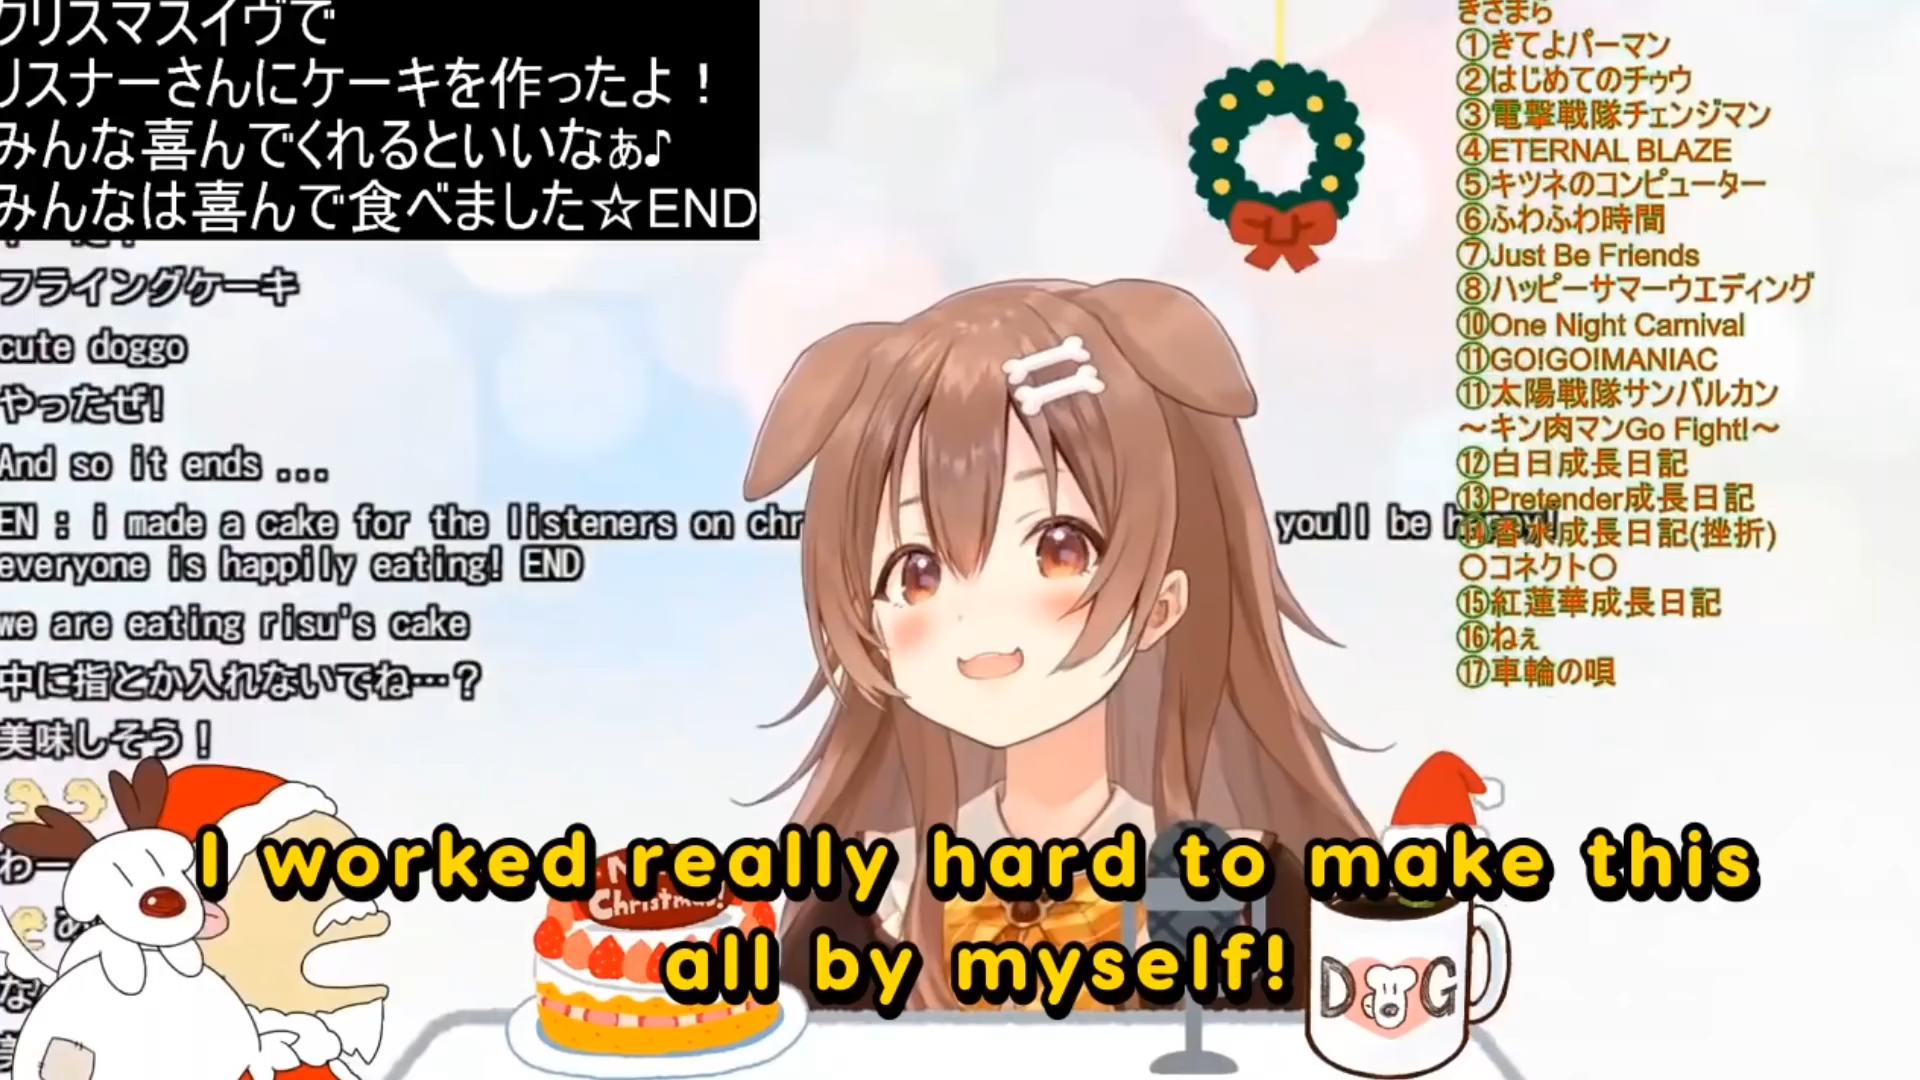 クリスマスイヴで
リスナーさんにケーキを作ったよ！
みんな喜んでくれるといいなぁ♪
みんなは喜んで食べました☆END
フライングケーキ
cute doggo
やったぜ!
And so it ends ...
EN : i made a cake for the listeners on chr
youll be
everyone is happily eating! END
we are eating risu's cake
中に指とか入れないでね…？
美味しそう！
わー
な
きさまら
①きてよパーマン
②はじめてのチゥウ
③電撃戦隊チェンジマン
④ETERNAL BLAZE
⑤キツネのコンピューター
⑥ふわふわ時間
⑦Just Be Friends
⑧ハッピーサマーウエディング
⑩One Night Carnival
⑪GO!GO!MANIAC
⑪太陽戦隊サンバルカン
～キン肉マンGo Fight!～
⑫白日成長日記
⑬Pretender成長日記
⑭香水成長日記(挫折)
〇コネクト〇
⑮紅蓮華成長日記
⑯ねぇ
⑰車輪の唄
Christmas!
I worked really hard to make this
all by myself!
DOG